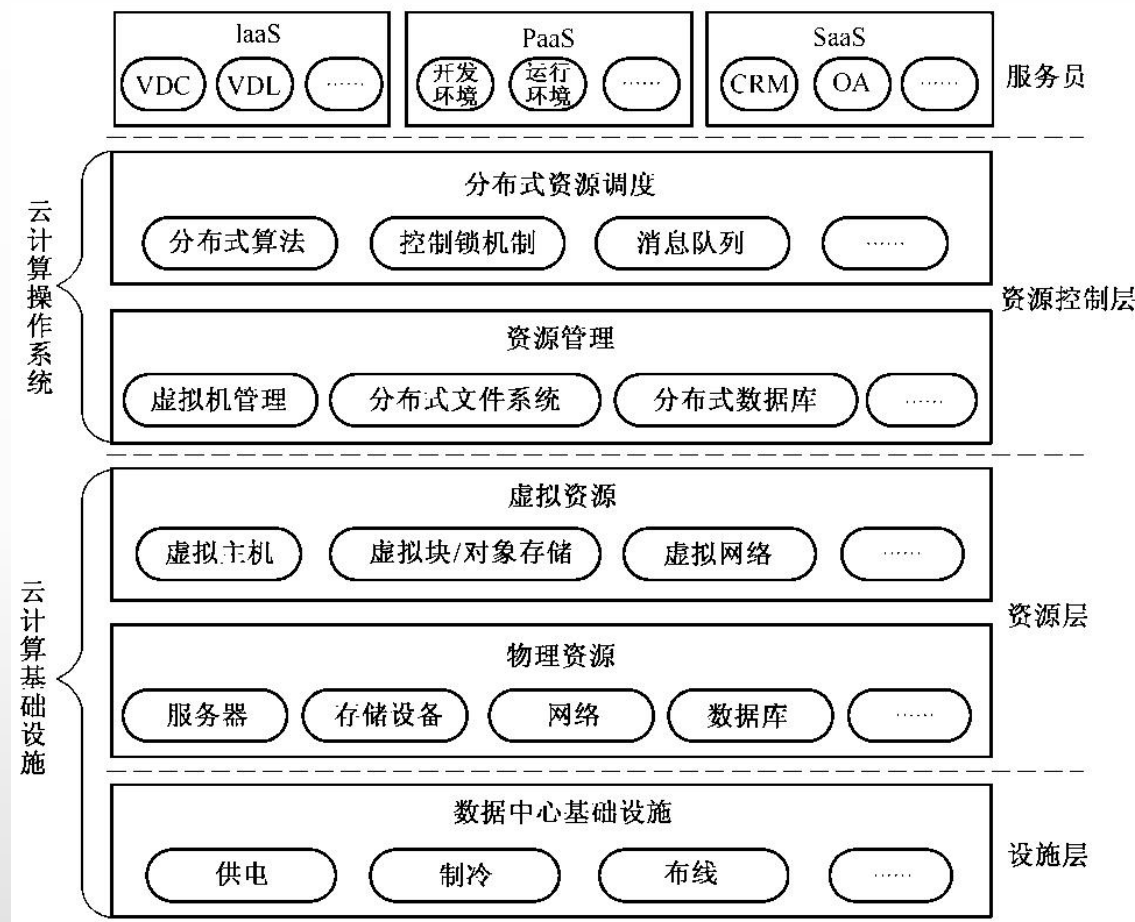 IaaS
PaaS
SaaS
VDC
VDL
……
开发
环境
运行
环境
……
CRM
OA
……
服务员
云计算操作系统
分布式资源调度
分布式算法
控制锁机制
消息队列
……
资源控制层
资源管理
虚拟机管理
分布式文件系统
分布式数据库
……
云计算基础设施
虚拟资源
虚拟主机
虚拟块/对象存储
虚拟网络
……
资源层
物理资源
服务器
存储设备
网络
数据库
……
数据中心基础设施
供电
制冷
布线
……
设施层